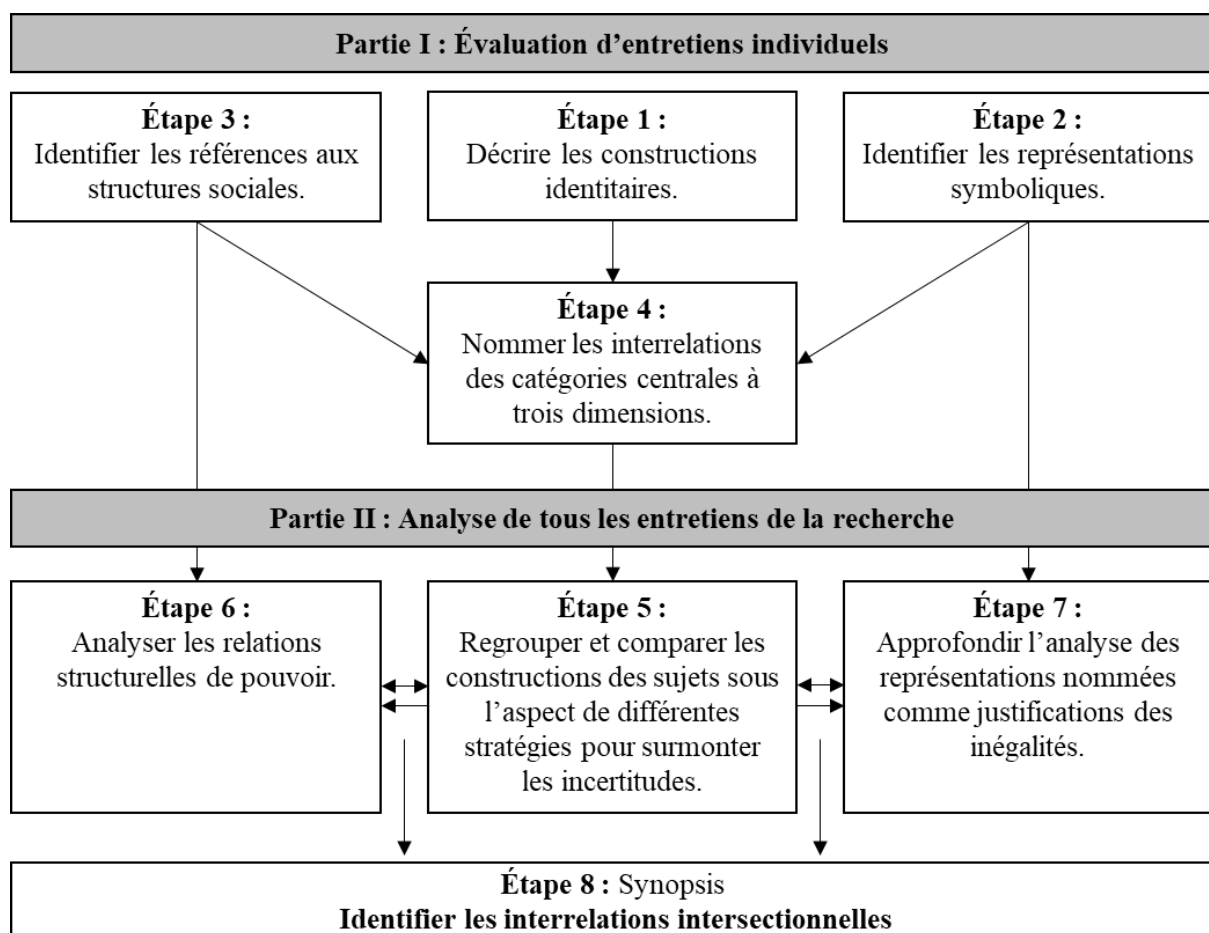 Partie I : Évaluation d’entretiens individuels
Étape 3 :
Identifier les références aux
structures sociales.
Étape 1 :
Décrire les constructions
identitaires.
Étape 2 :
Identifier les représentations
symboliques.
Étape 4 :
Nommer les interrelations
des catégories centrales à
trois dimensions.
Partie II : Analyse de tous les entretiens de la recherche
Étape 6 :
Analyser les relations
structurelles de pouvoir.
Étape 5 :
Regrouper et comparer les
constructions des sujets sous
l’aspect de différentes
stratégies pour surmonter
les incertitudes.
Étape 7 :
Approfondir l’analyse des
représentations nommées
comme justifications des
inégalités.
Étape 8 : Synopsis
Identifier les interrelations intersectionnelles